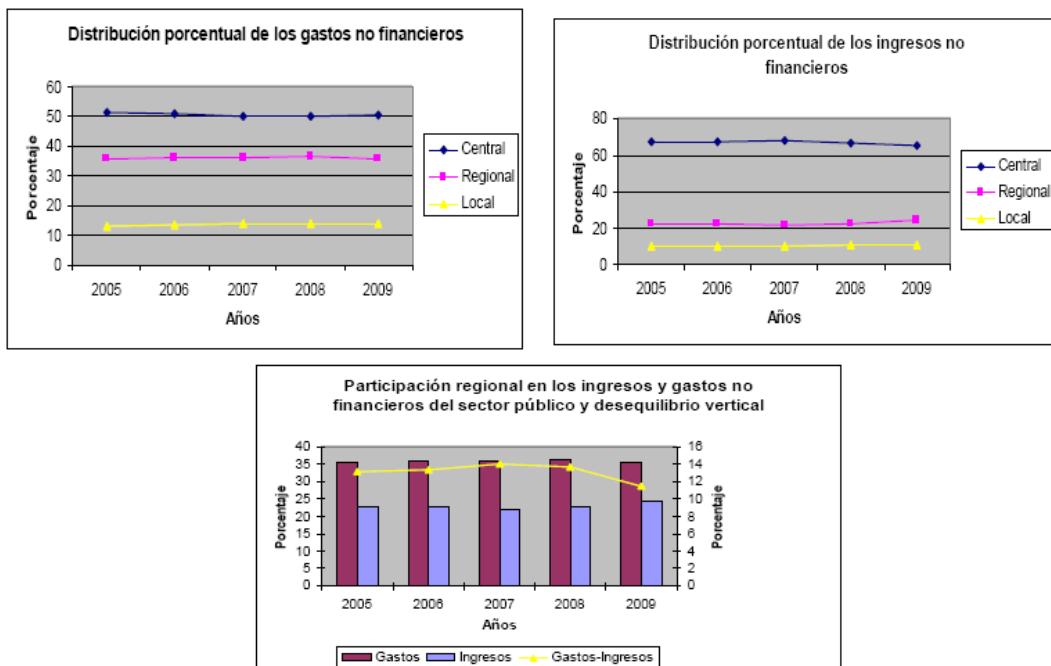 Distribución porcentual de los gastos no financieros
Porcentaje
60
50
40
30
20
10
0
2005 2006 2007 2008 2009
Años
Central
Regional
Local
Distribución porcentual de los ingresos no
financieros
Porcentaje
80
60
40
20
0
2005 2006 2007 2008 2009
Años
Central
Regional
Local
Participación regional en los ingresos y gastos no
financieros del sector público y desequilibrio vertical
Porcentaje
40
35
30
25
20
15
10
5
0
16
14
12
10
8
6
4
2
0
Porcentaje
2005 2006 2007 2008 2009
Años
Gastos Ingresos Gastos-Ingresos